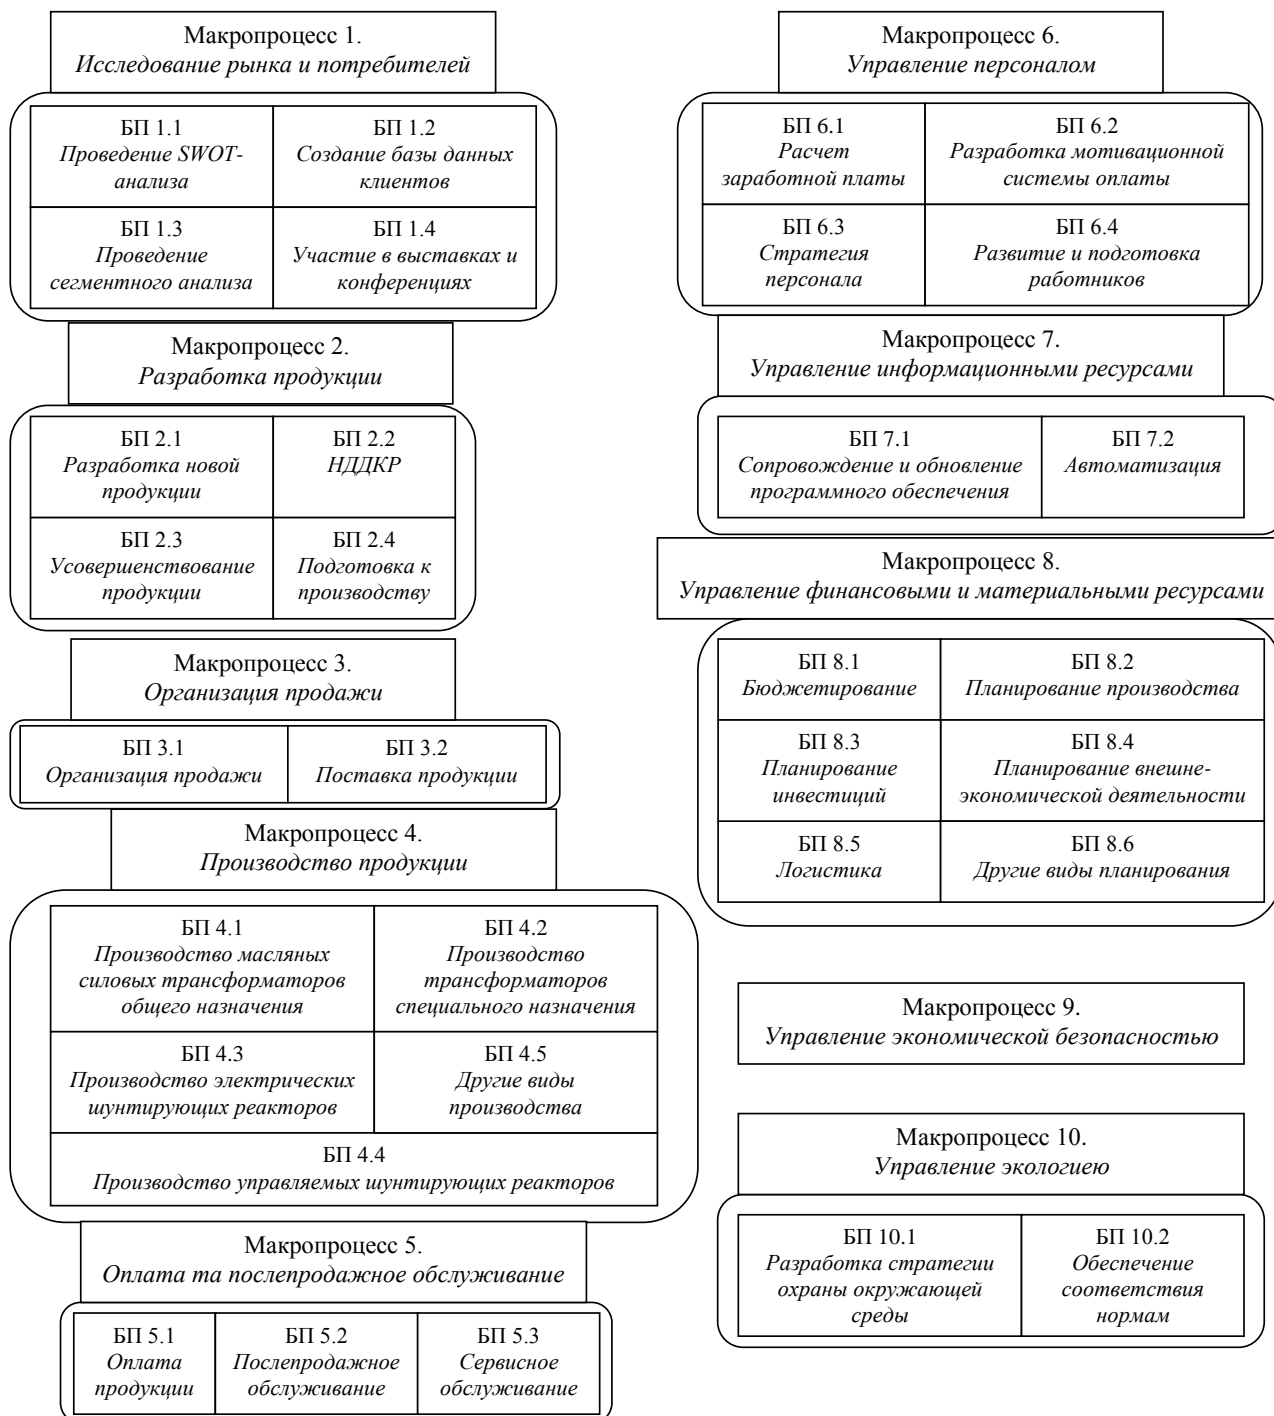 Макропроцесс 1.
Исследование рынка и потребителей
БП 1.1
Проведение SWOT-
анализа
БП 1.2
Создание базы данных
клиентов
БП 1.3
Проведение
сегментного анализа
БП 1.4
Участие в выставках и
конференциях
Макропроцесс 2.
Разработка продукции
БП 2.1
Разработка новой
продукции
БП 2.2
НДДКР
БП 2.3
Усовершенствование
продукции
БП 2.4
Подготовка к
производству
Макропроцесс 3.
Организация продажи
БП 3.1
Организация продажи
БП 3.2
Поставка продукции
Макропроцесс 4.
Производство продукции
БП 4.1
Производство масляных
силовых трансформаторов
общего назначения
БП 4.2
Производство
трансформаторов
специального назначения
БП 4.3
Производство электрических
шунтирующих реакторов
БП 4.5
Другие виды
производства
БП 4.4
Производство управляемых шунтирующих реакторов
Макропроцесс 5.
Оплата та послепродажное обслуживание
БП 5.1
Оплата
продукции
БП 5.2
Послепродажное
обслуживание
БП 5.3
Сервисное
обслуживание
Макропроцесс 6.
Управление персоналом
БП 6.1
Расчет
заработной платы
БП 6.2
Разработка мотивационной
системы оплаты
БП 6.3
Стратегия
персонала
БП 6.4
Развитие и подготовка
работников
Макропроцесс 7.
Управление информационными ресурсами
БП 7.1
Сопровождение и обновление
программного обеспечения
БП 7.2
Автоматизация
Макропроцесс 8.
Управление финансовыми и материальными ресурсами
БП 8.1
Бюджетирование
БП 8.2
Планирование производства
БП 8.3
Планирование
инвестиций
БП 8.4
Планирование внешне-
экономической деятельности
БП 8.5
Логистика
БП 8.6
Другие виды планирования
Макропроцесс 9.
Управление экономической безопасностью
Макропроцесс 10.
Управление экологиею
БП 10.1
Разработка стратегии
охраны окружающей
среды
БП 10.2
Обеспечение
соответствия
нормам